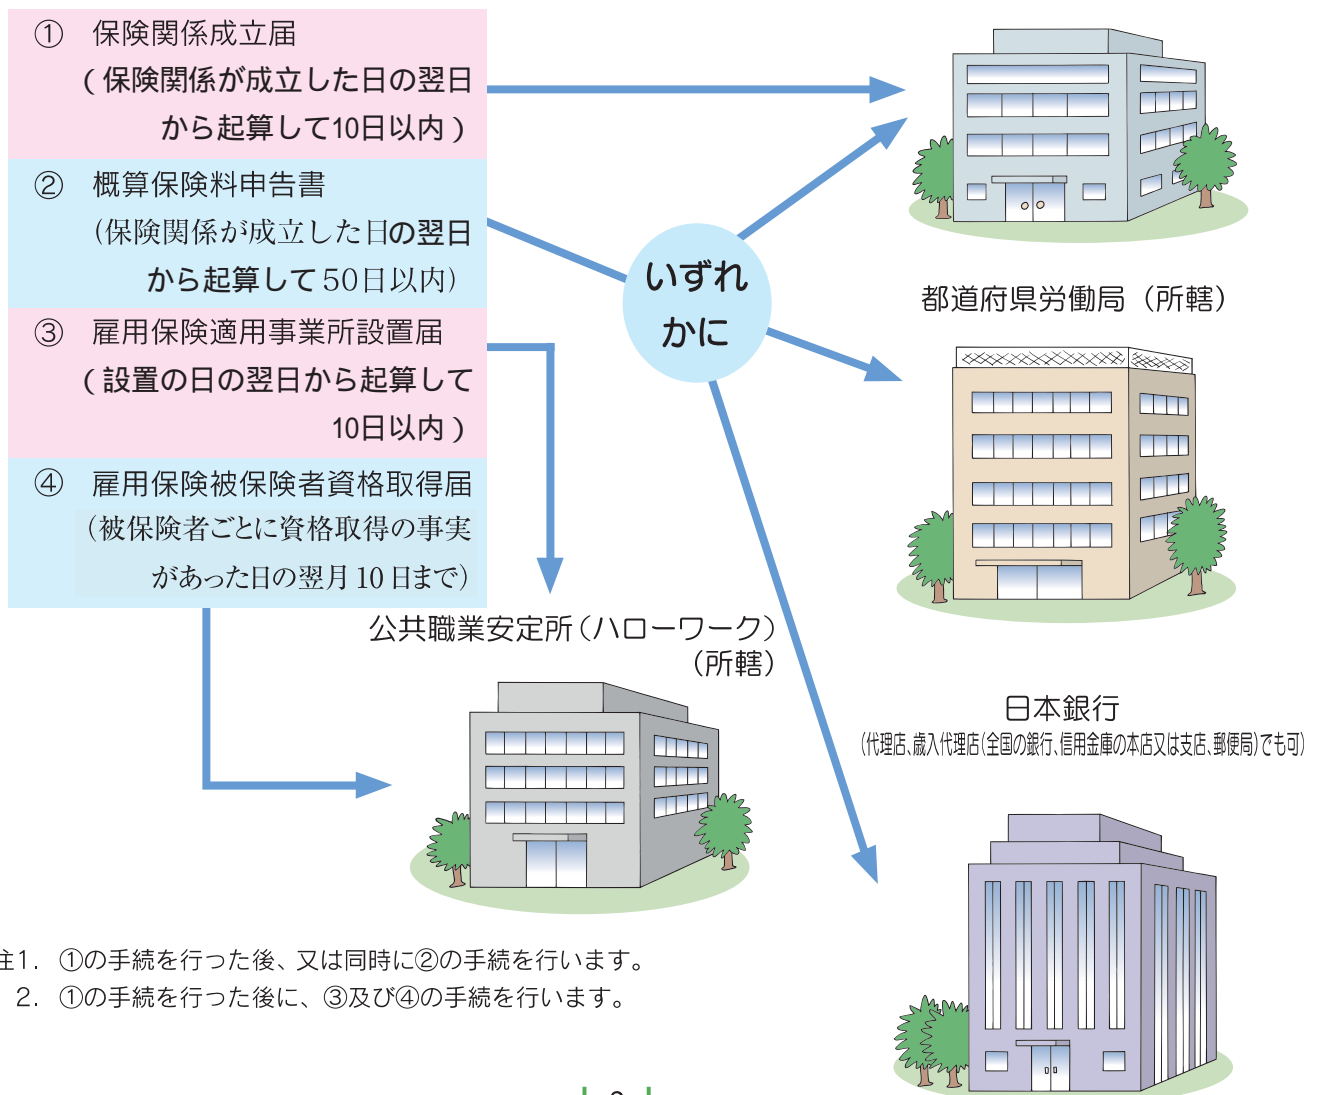 ① 保険関係成立届
(保険関係が成立した日の翌日
から起算して10日以内)
② 概算保険料申告書
(保険関係が成立した日の翌日
から起算して50日以内)
③ 雇用保険適用事業所設置届
(設置の日の翌日から起算して
10日以内)
④ 雇用保険被保険者資格取得届
(被保険者ごとに資格取得の事実
があった日の翌月10日まで)
いずれ
かに
都道府県労働局(所轄)
公共職業安定所(ハローワーク)
(所轄)
日本銀行
(代理店、歳入代理店(全国の銀行、信用金庫の本店又は支店、郵便局)でも可)
注1. ①の手続を行った後、又は同時に②の手続を行います。
2. ①の手続を行った後に、③及び④の手続を行います。